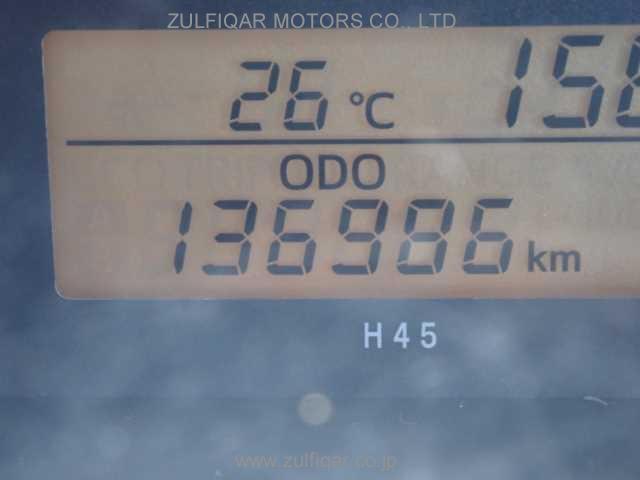 ZULFIQAR MOTORS CO., LTD
26 °C
ODO
136986 km
H45
www.zulfiqar.co.jp